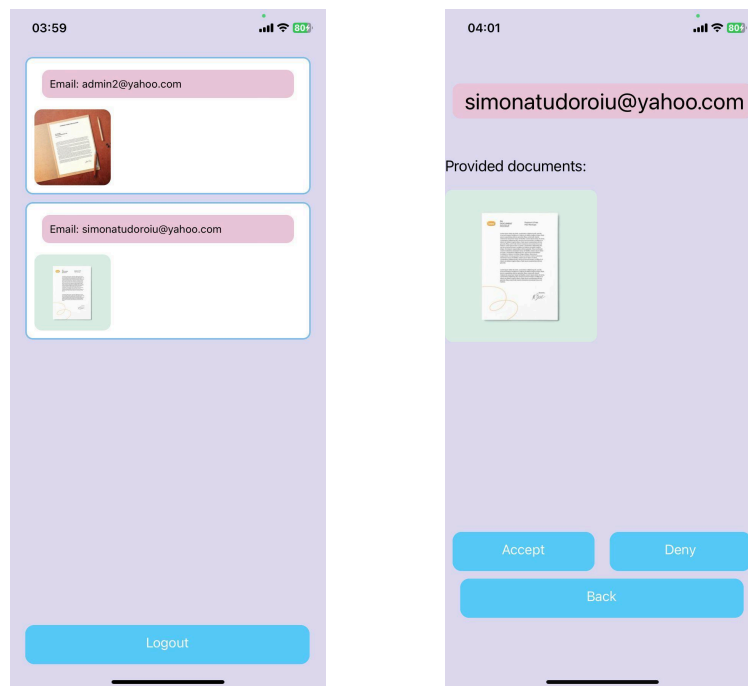 03:59
80
Email: admin2@yahoo.com
Email: simonatudoroiu@yahoo.com
Logout
04:01
80
simonatudoroiu@yahoo.com
Provided documents:
Accept
Deny
Back